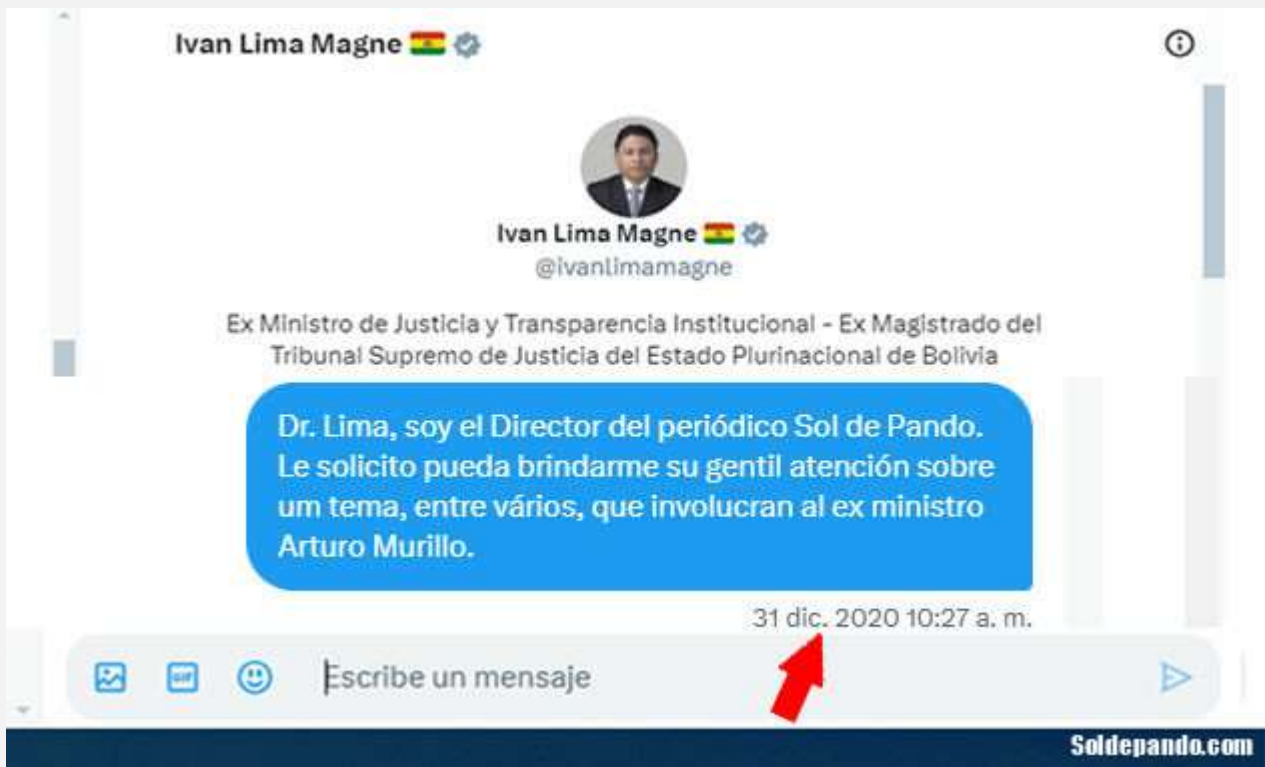 Ivan Lima Magne
Ivan Lima Magne
@ivanlimamagne
Ex Ministro de Justicia y Transparencia Institucional - Ex Magistrado del
Tribunal Supremo de Justicia del Estado Plurinacional de Bolivia
Dr. Lima, soy el Director del periódico Sol de Pando.
Le solicito pueda brindarme su gentil atención sobre
um tema, entre vários, que involucran al ex ministro
Arturo Murillo.
31 dic. 2020 10:27 a. m.
GIF
Escribe un mensaje
Soldepando.com